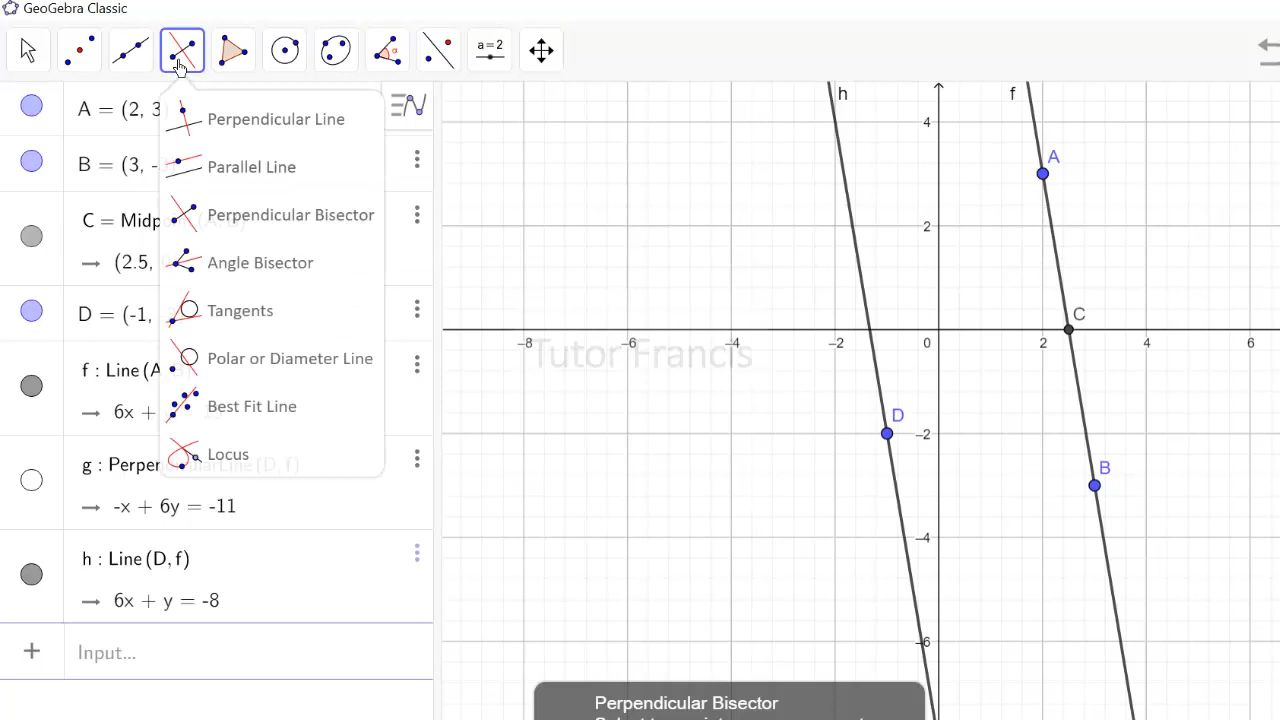 GeoGebra Classic
a=2
α
Perpendicular Line
Parallel Line
Perpendicular Bisector
Angle Bisector
Tangents
Polar or Diameter Line
Best Fit Line
Locus
A = (2, 3
B = (3, -
C = Midp
→ (2.5,
D = (-1,
f : Line (A
→ 6x +
g : Perpendicular Line (D, f)
→ -x + 6y = -11
h : Line (D, f)
→ 6x + y = -8
+ Input...
h
f
A
C
D
B
4
2
-2
-4
-6
-8 -6 -4 -2 0 2 4 6
Tutor Francis
Perpendicular Bisector